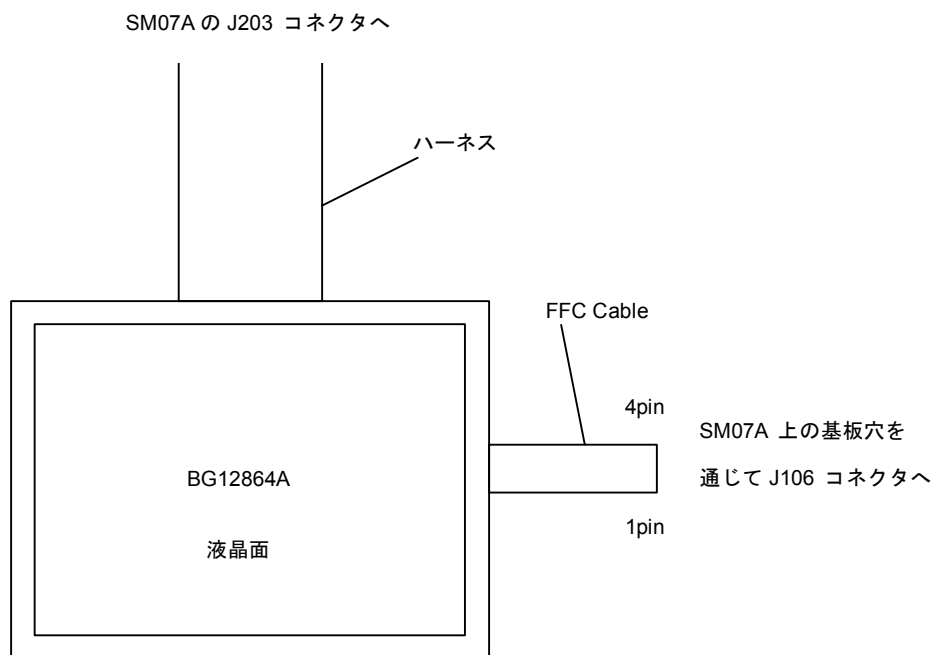 SM07A の J203 コネクタへ
ハーネス
FFC Cable
4pin
SM07A 上の基板穴を
通じて J106 コネクタへ
BG12864A
1pin
液晶面